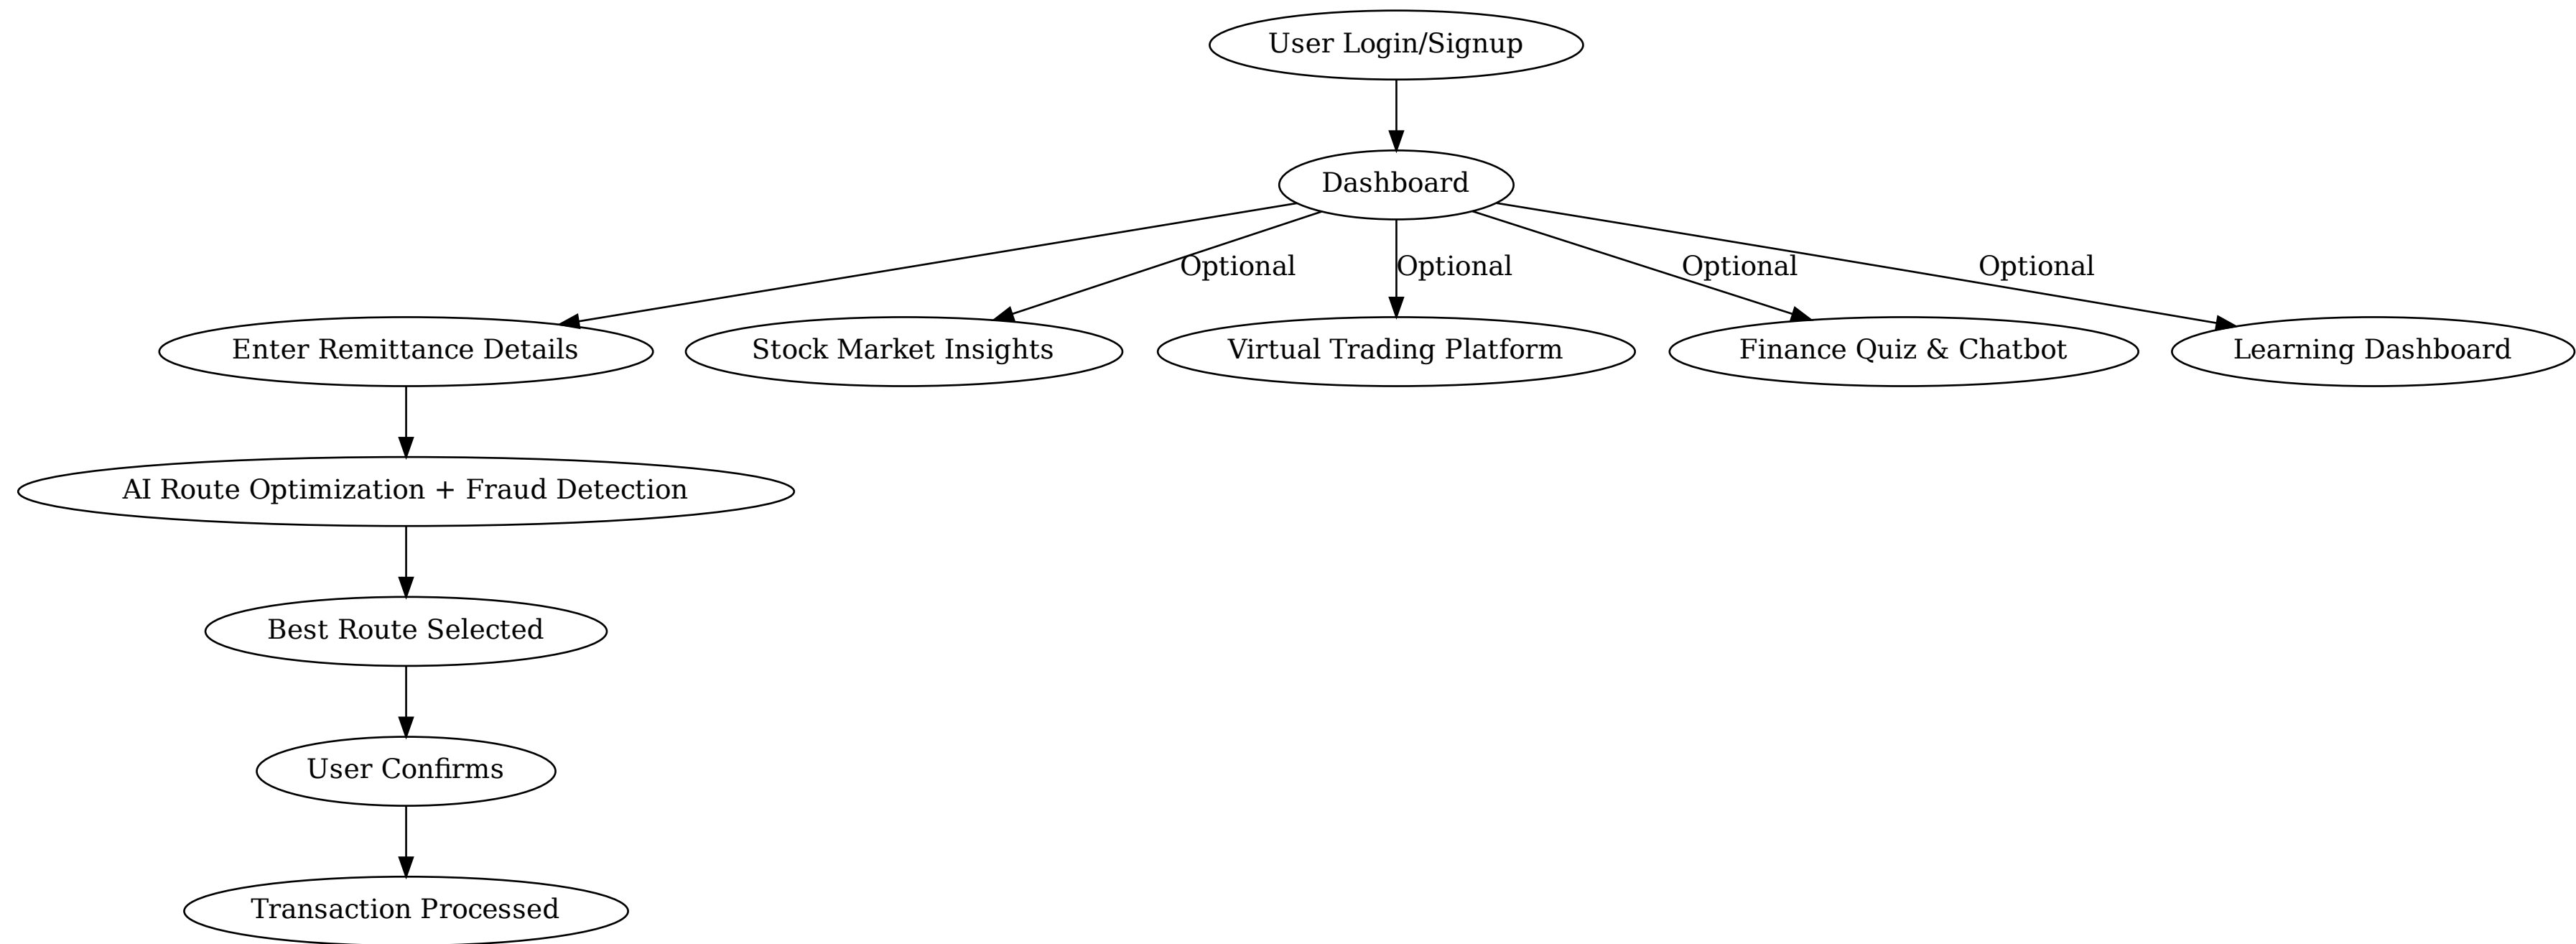 User Login/Signup
Dashboard
Optional
Optional
Optional
Optional
Enter Remittance Details
Stock Market Insights
Virtual Trading Platform
Finance Quiz & Chatbot
Learning Dashboard
AI Route Optimization + Fraud Detection
Best Route Selected
User Confirms
Transaction Processed